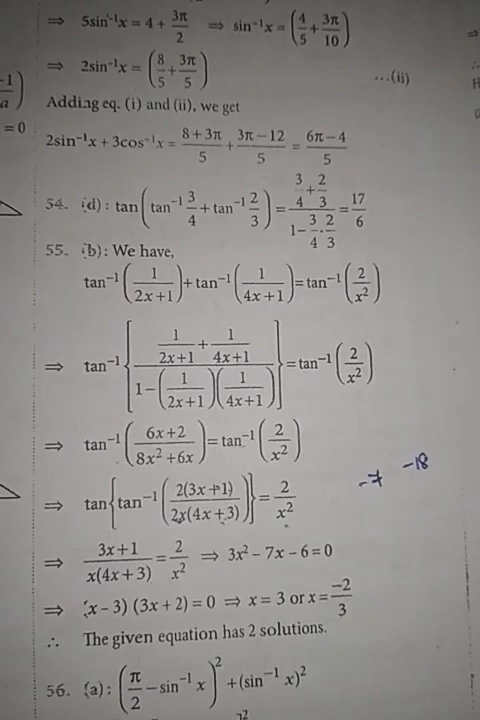 ⇒ 5sin⁻¹x = 4 + 3π/2 ⇒ sin⁻¹x = (4/5 + 3π/10)
⇒ 2sin⁻¹x = (8/5 + 3π/5) ...(ii)
Adding eq. (i) and (ii), we get
2sin⁻¹x + 3cos⁻¹x = (8 + 3π)/5 + (3π − 12)/5 = (6π − 4)/5
54. (d) : tan(tan⁻¹ 3/4 + tan⁻¹ 2/3) = (3/4 + 2/3)/(1 − 3/4 · 2/3) = 17/6
55. (b) : We have,
tan⁻¹(1/(2x+1)) + tan⁻¹(1/(4x+1)) = tan⁻¹(2/x²)
⇒ tan⁻¹{(1/(2x+1) + 1/(4x+1))/(1 − (1/(2x+1))(1/(4x+1)))} = tan⁻¹(2/x²)
⇒ tan⁻¹((6x+2)/(8x²+6x)) = tan⁻¹(2/x²)
-7 -18
⇒ tan{tan⁻¹(2(3x+1)/(2x(4x+3)))} = 2/x²
⇒ (3x+1)/(x(4x+3)) = 2/x² ⇒ 3x² − 7x − 6 = 0
⇒ (x − 3) (3x + 2) = 0 ⇒ x = 3 or x = −2/3
∴ The given equation has 2 solutions.
56. (a) : (π/2 − sin⁻¹ x)² + (sin⁻¹ x)²